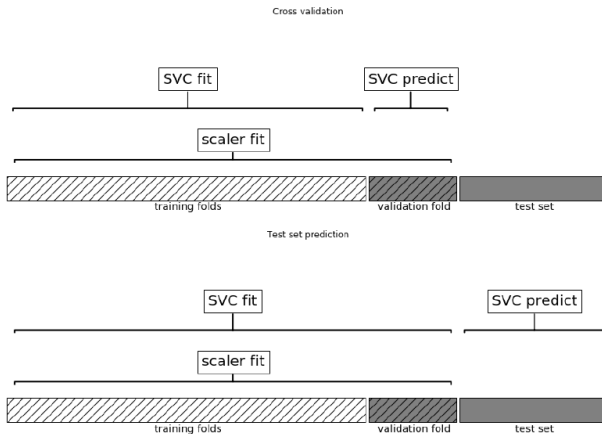 Cross validation
SVC fit
SVC predict
scaler fit
training folds
validation fold
test set
Test set prediction
SVC fit
SVC predict
scaler fit
training folds
validation fold
test set